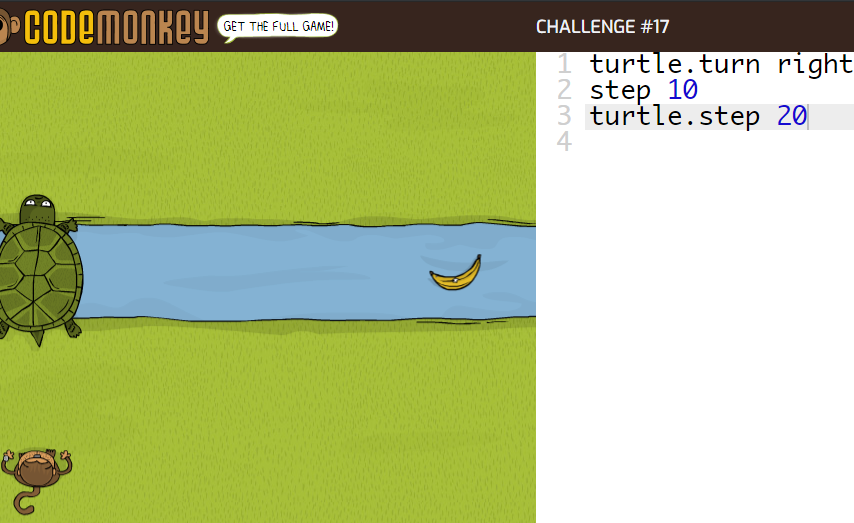 CODEMONKEY
GET THE FULL GAME!
CHALLENGE #17
1 turtle.turn right
2 step 10
3 turtle.step 20
4